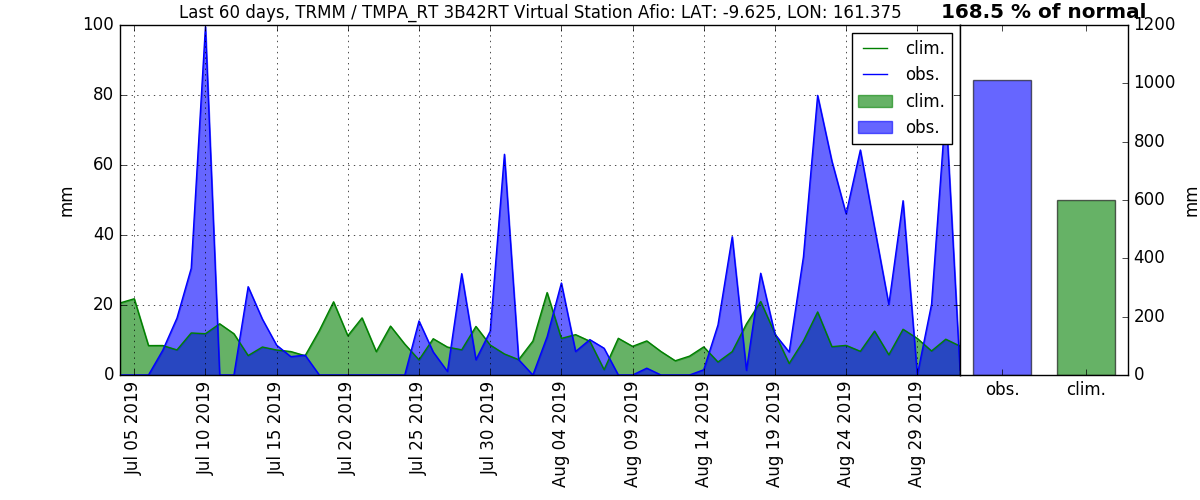 Last 60 days, TRMM / TMPA_RT 3B42RT Virtual Station Afio: LAT: -9.625, LON: 161.375
168.5 % of normal
clim.
obs.
clim.
obs.
mm
100
80
60
40
20
0
Jul 05 2019
Jul 10 2019
Jul 15 2019
Jul 20 2019
Jul 25 2019
Jul 30 2019
Aug 04 2019
Aug 09 2019
Aug 14 2019
Aug 19 2019
Aug 24 2019
Aug 29 2019
obs.
clim.
1200
1000
800
600
400
200
0
mm